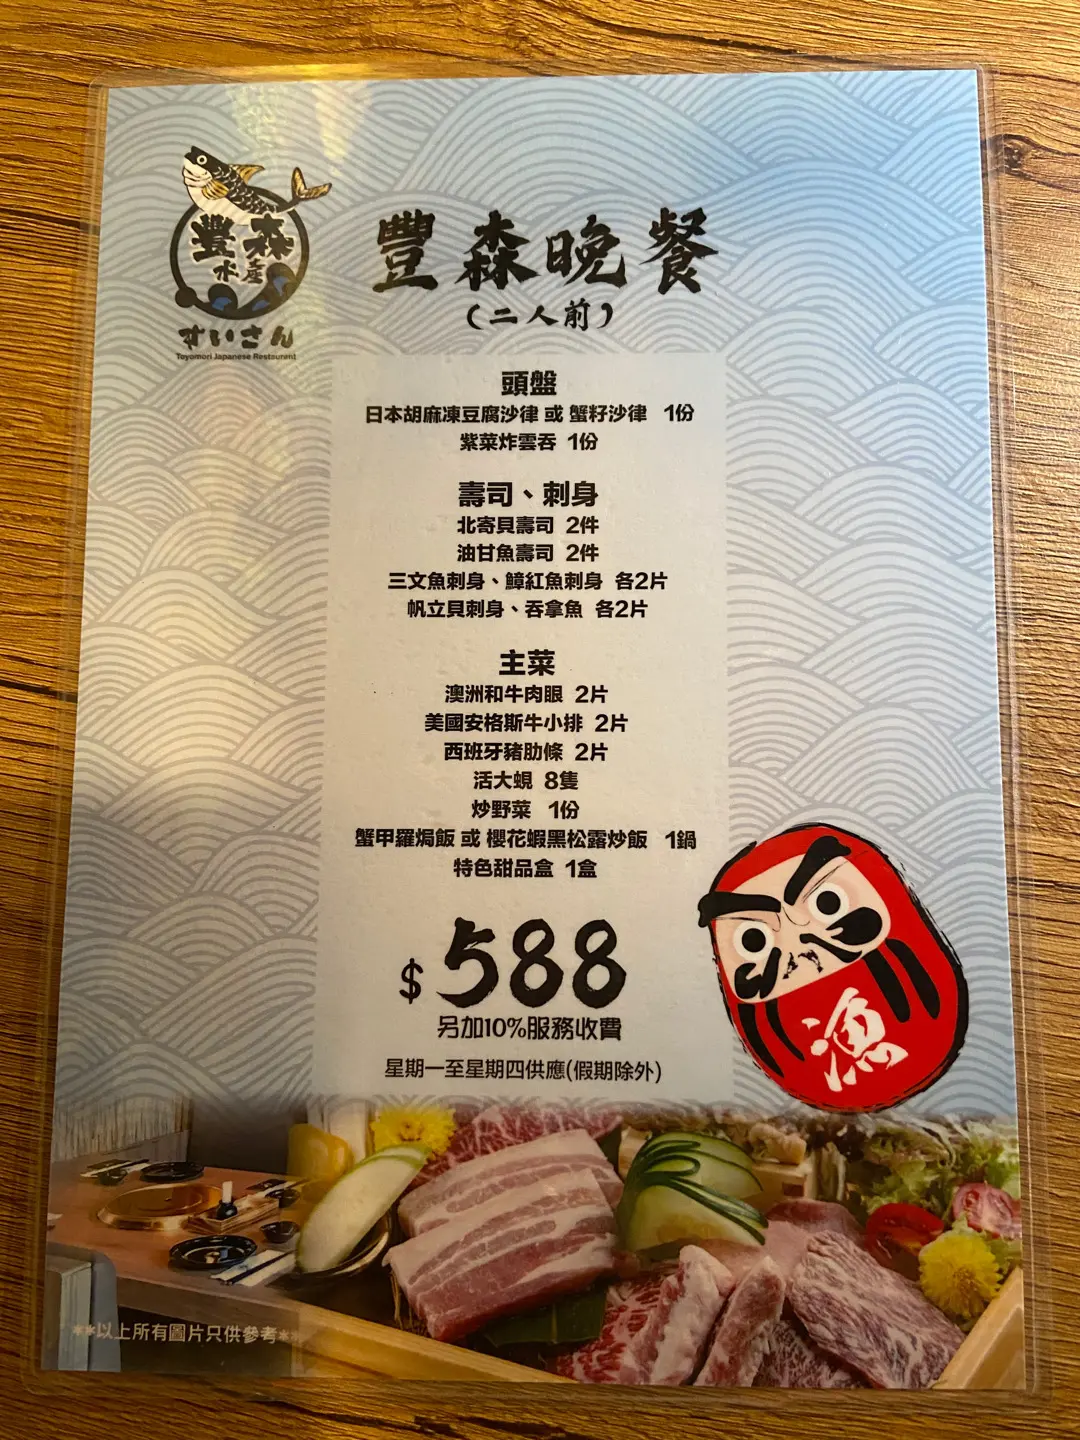 豐森
水產
すいさん
Toyomori Japanese Restaurant
豐森晚餐
(二人前)
頭盤
日本胡麻凍豆腐沙律 或 蟹籽沙律 1份
紫菜炸雲吞 1份
壽司、刺身
北寄貝壽司 2件
油甘魚壽司 2件
三文魚刺身、鱆紅魚刺身 各2片
帆立貝刺身、吞拿魚 各2片
主菜
澳洲和牛肉眼 2片
美國安格斯牛小排 2片
西班牙豬肋條 2片
活大蜆 8隻
炒野菜 1份
蟹甲羅焗飯 或 櫻花蝦黑松露炒飯 1鍋
特色甜品盒 1盒
$588
另加10%服務收費
星期一至星期四供應(假期除外)
漁
**以上所有圖片只供參考**